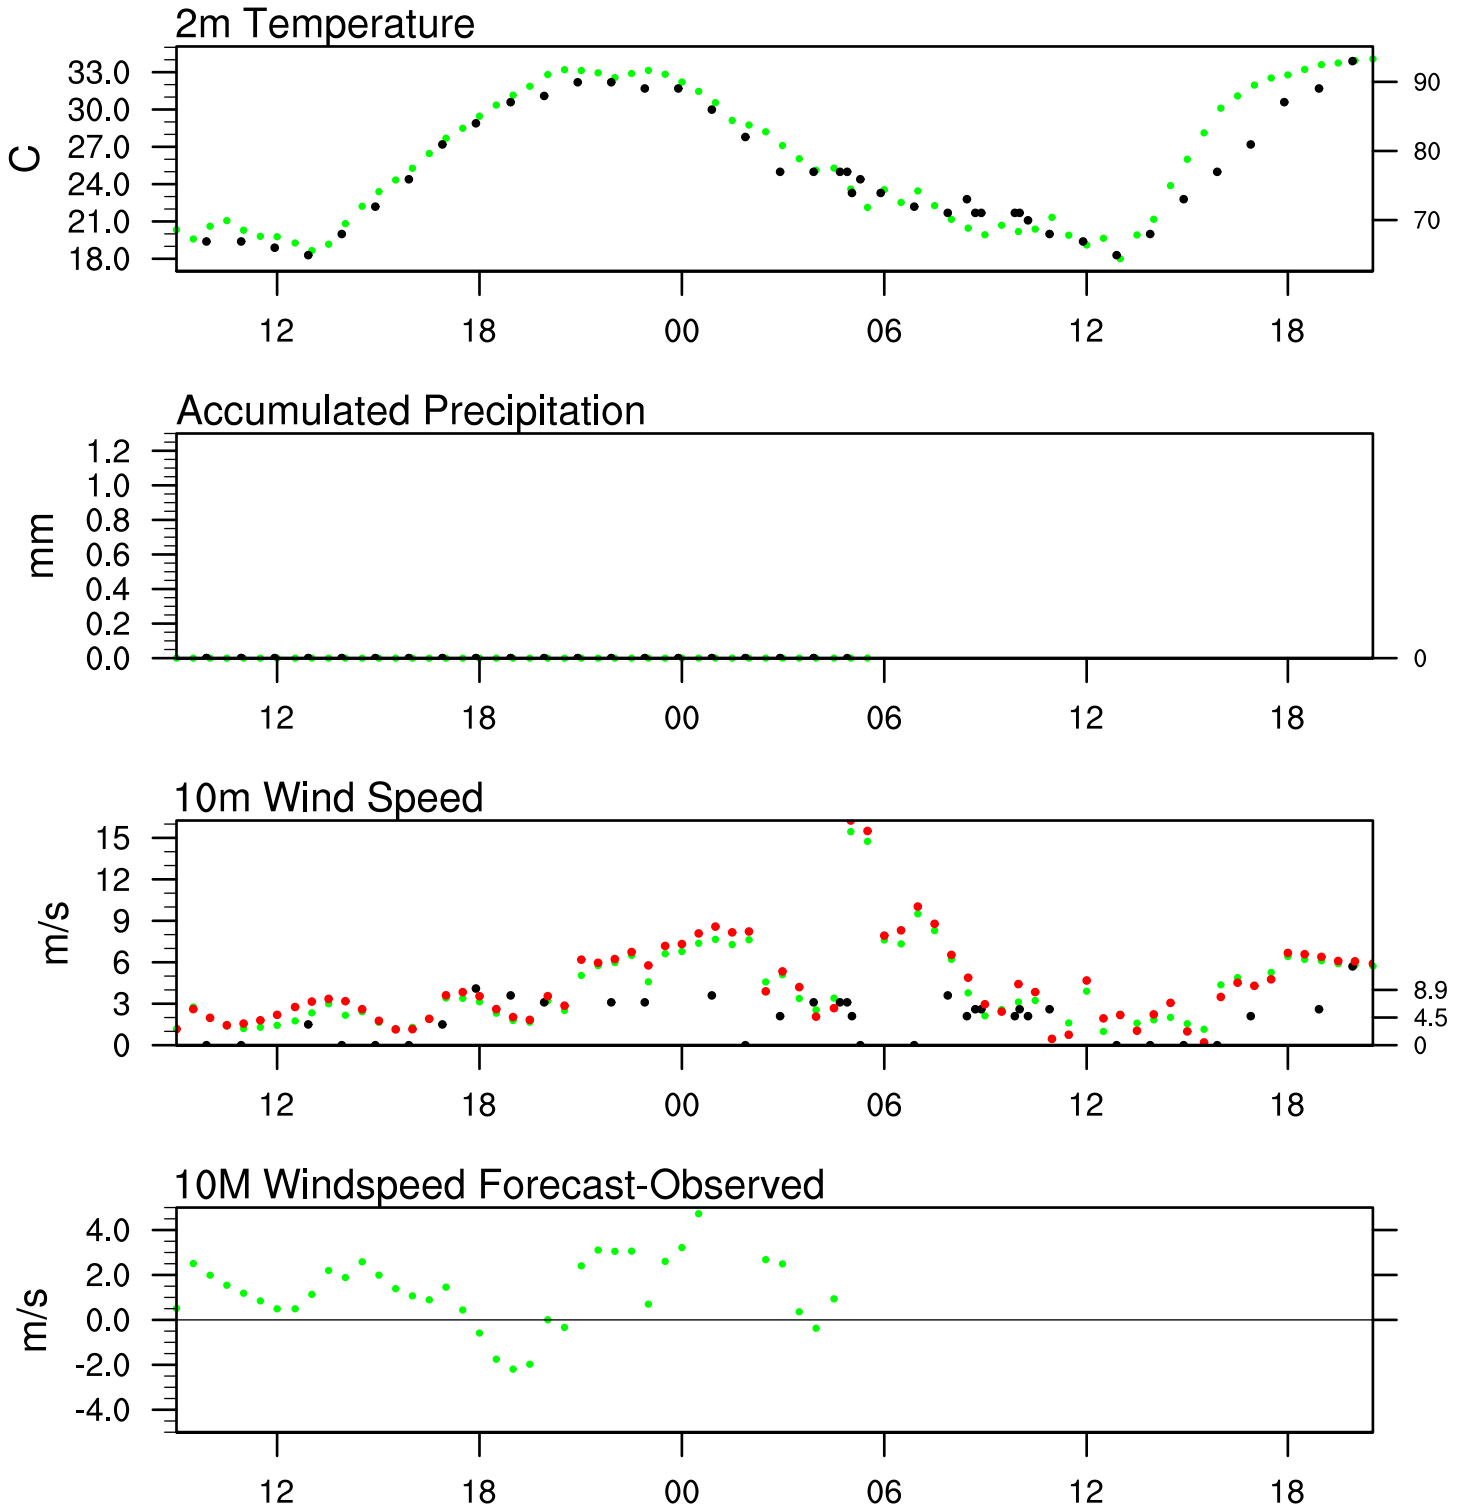 2m Temperature
C
33.0
30.0
27.0
24.0
21.0
18.0
90
80
70
12 18 00 06 12 18
Accumulated Precipitation
mm
1.2
1.0
0.8
0.6
0.4
0.2
0.0
0
12 18 00 06 12 18
10m Wind Speed
m/s
15
12
9
6
3
0
8.9
4.5
0
12 18 00 06 12 18
10M Windspeed Forecast-Observed
m/s
4.0
2.0
0.0
-2.0
-4.0
12 18 00 06 12 18